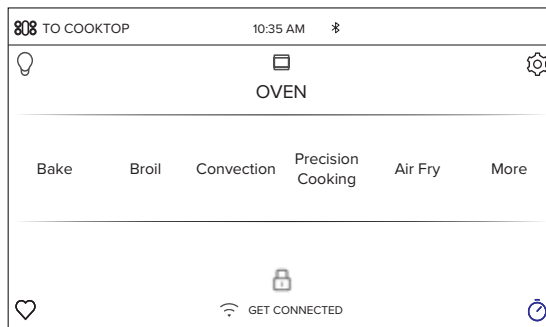 TO COOKTOP 10:35 AM
OVEN
Bake Broil Convection Precision Cooking Air Fry More
GET CONNECTED